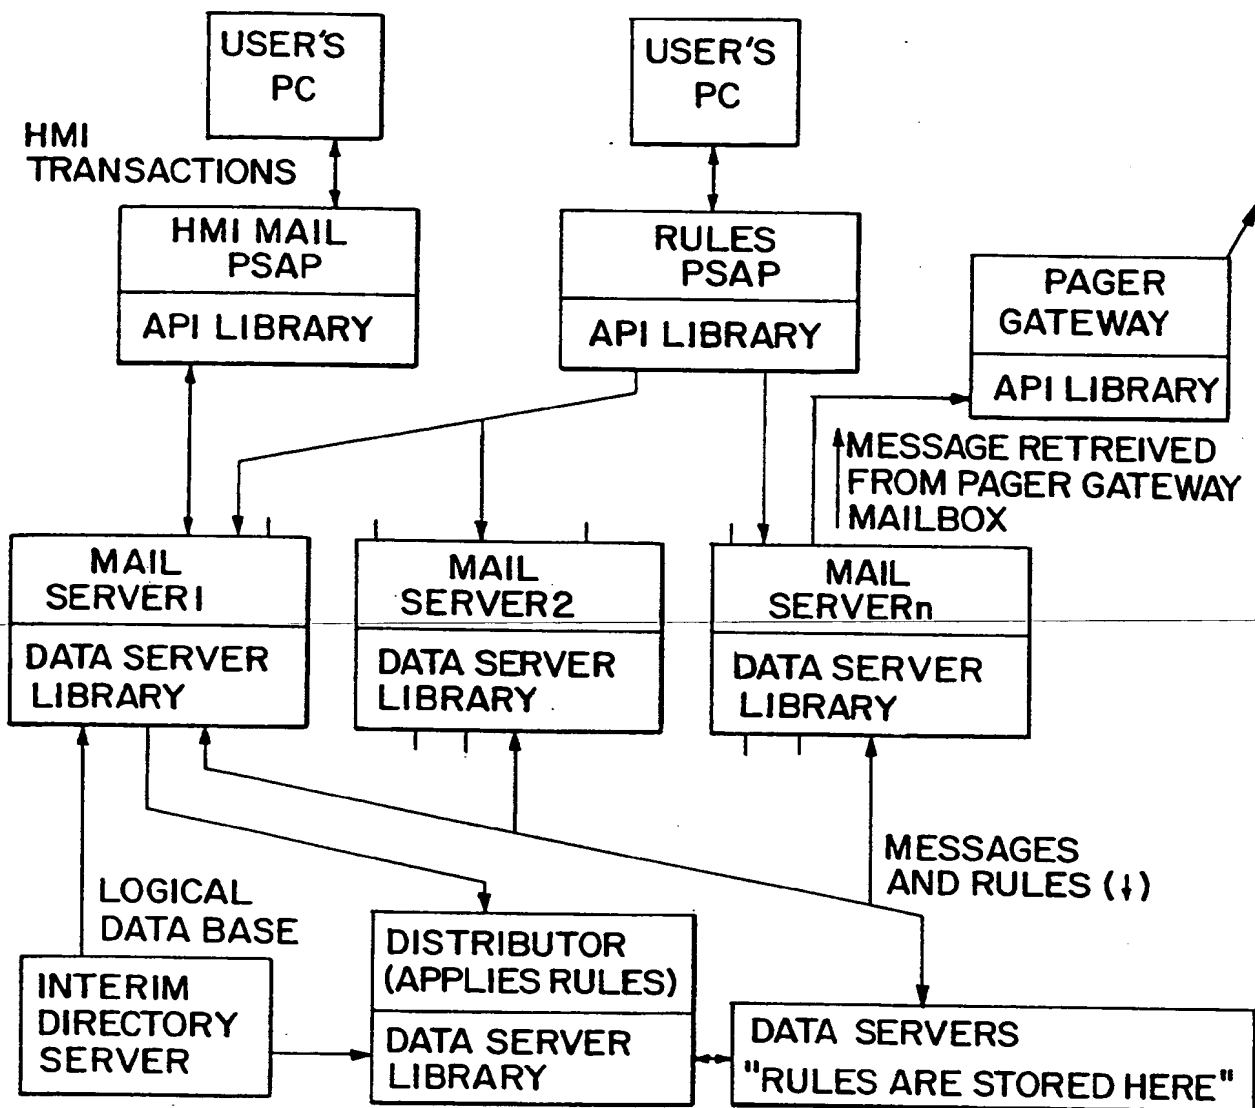 USER'S
PC
USER'S
PC
HMI
TRANSACTIONS
HMI MAIL
PSAP
API LIBRARY
RULES
PSAP
API LIBRARY
PAGER
GATEWAY
API LIBRARY
MESSAGE RETREIVED
FROM PAGER GATEWAY
MAILBOX
MAIL
SERVER1
DATA SERVER
LIBRARY
MAIL
SERVER2
DATA SERVER
LIBRARY
MAIL
SERVERn
DATA SERVER
LIBRARY
MESSAGES
AND RULES (↓)
LOGICAL
DATA BASE
INTERIM
DIRECTORY
SERVER
DISTRIBUTOR
(APPLIES RULES)
DATA SERVER
LIBRARY
DATA SERVERS
"RULES ARE STORED HERE"